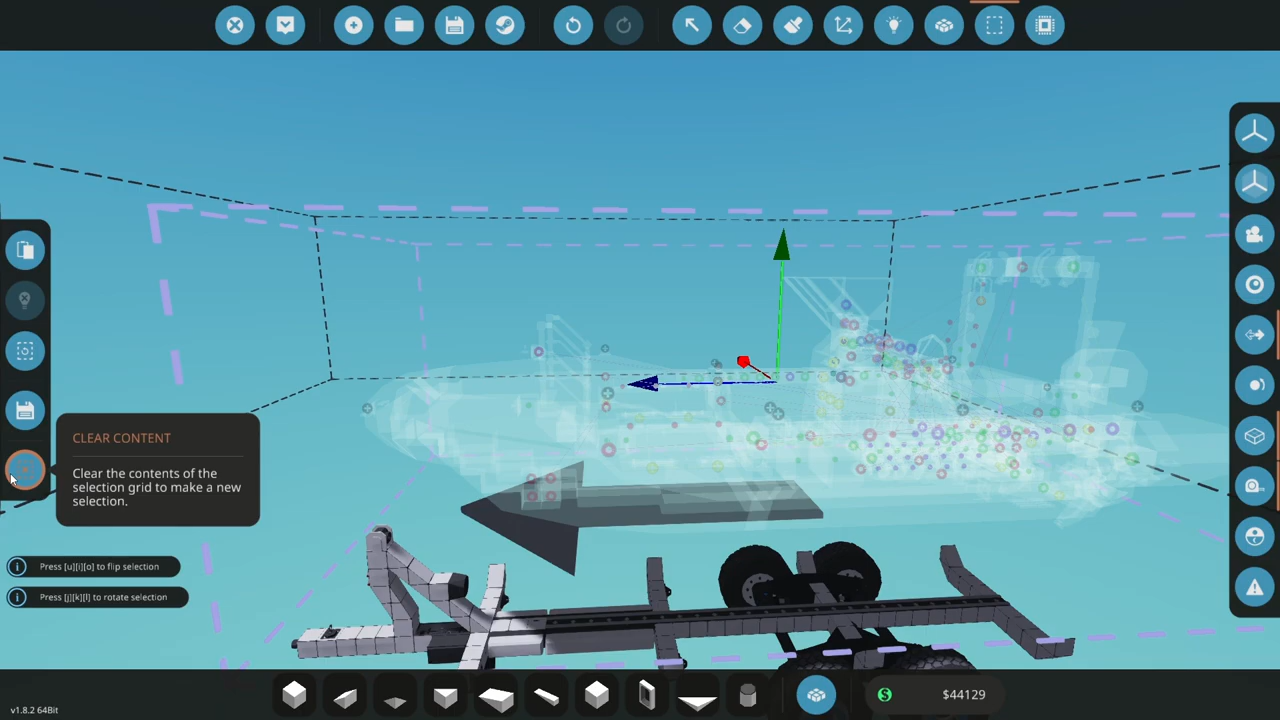 CLEAR CONTENT
Clear the contents of the
selection grid to make a new
selection.
Press [u][i][o] to flip selection
Press [j][k][l] to rotate selection
$44129
v1.8.2 64Bit